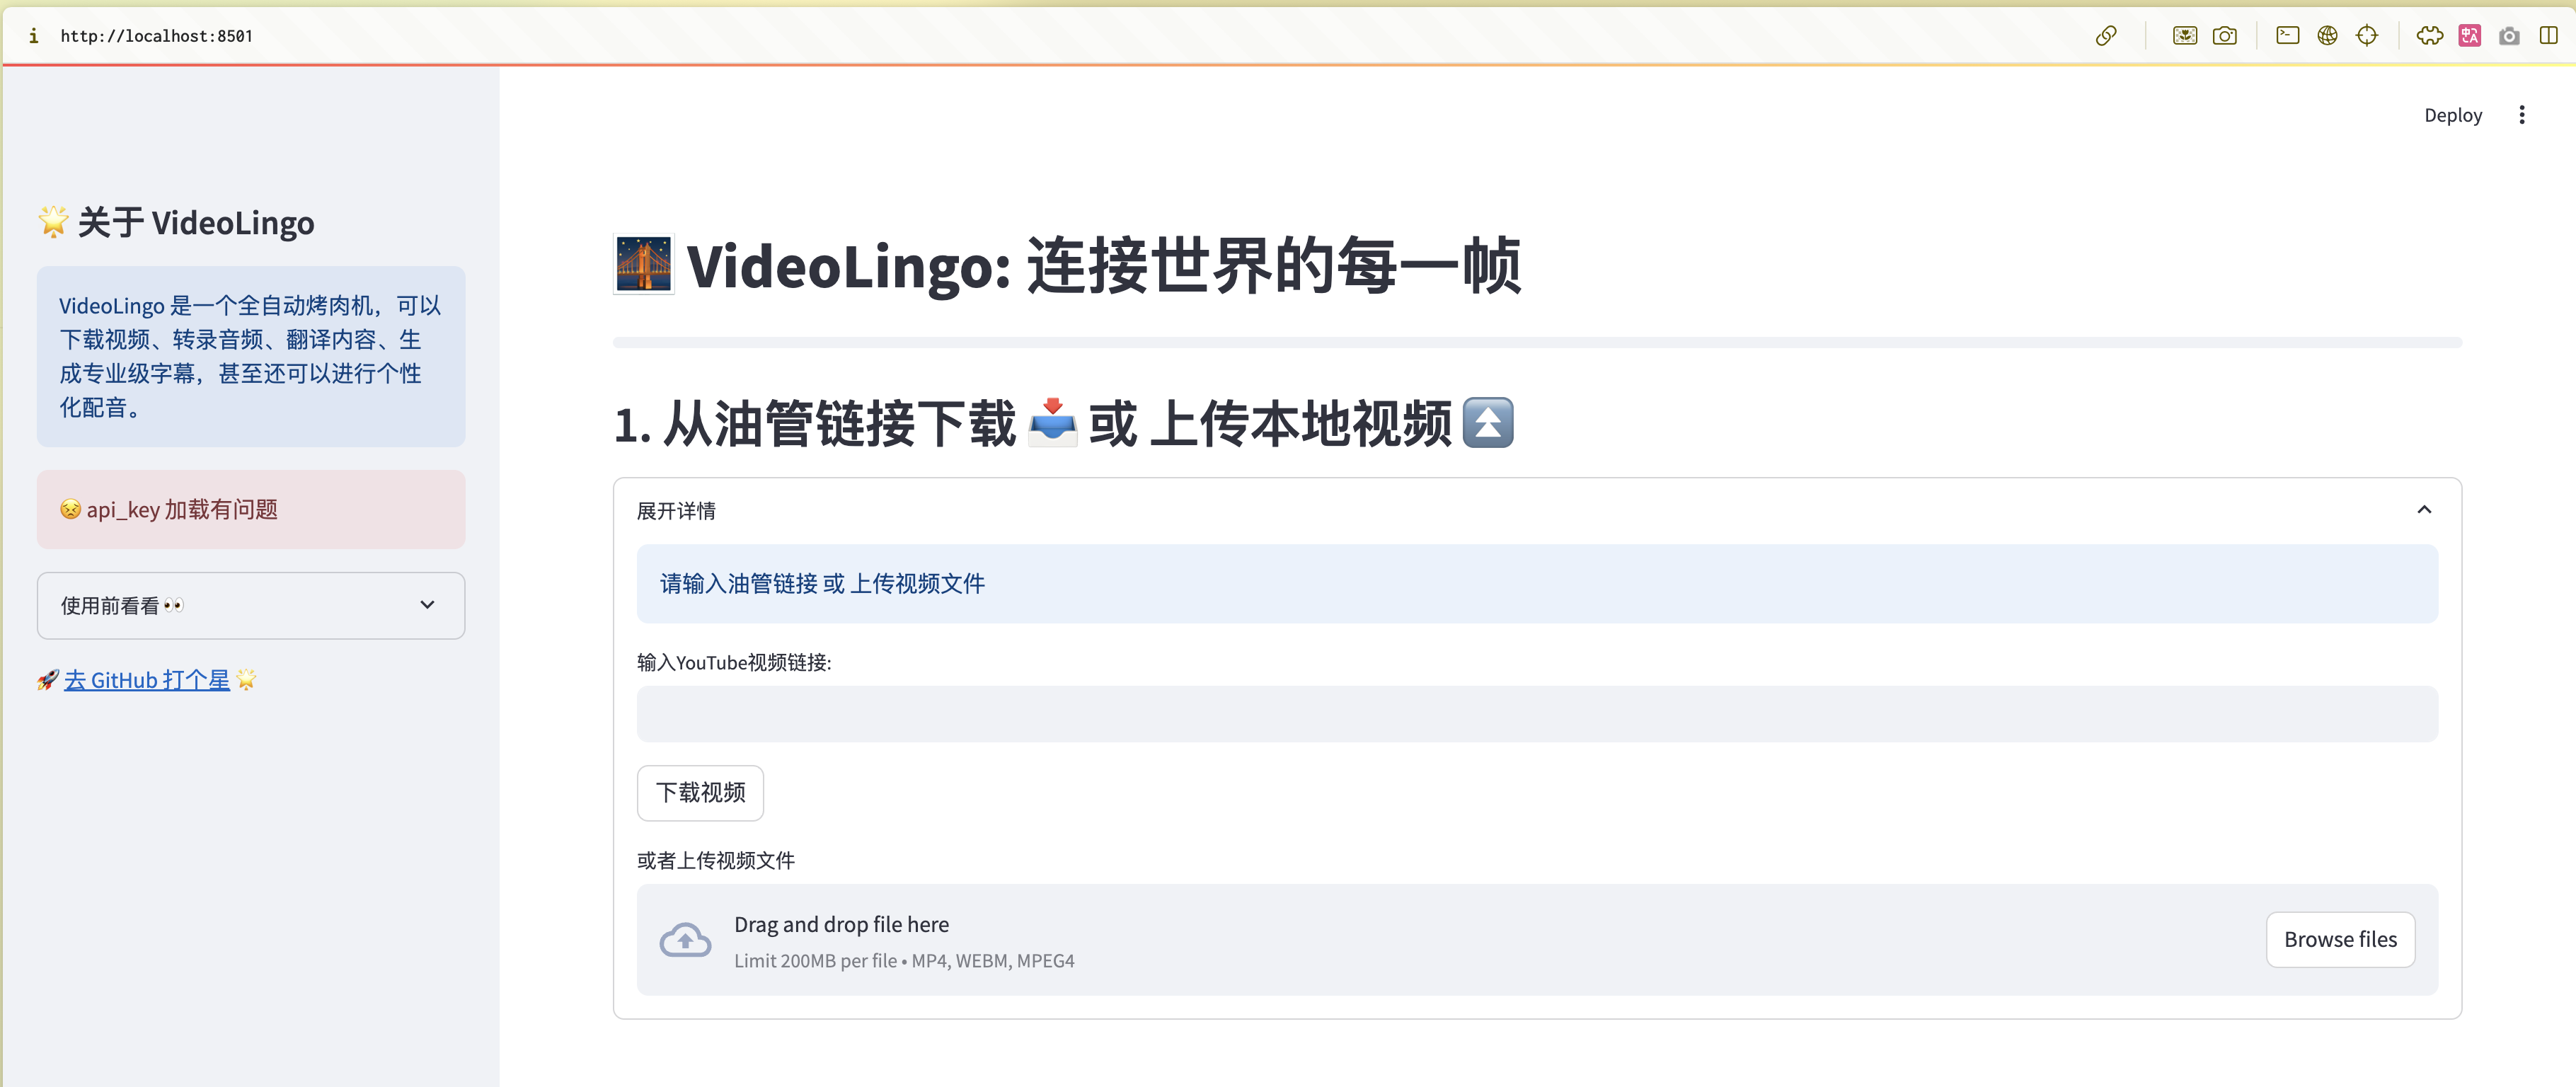 http://localhost:8501
Deploy
🌟 关于 VideoLingo
VideoLingo 是一个全自动烤肉机，可以
下载视频、转录音频、翻译内容、生
成专业级字幕，甚至还可以进行个性
化配音。
😣 api_key 加载有问题
使用前看看 👀
🚀 去 GitHub 打个星 🌟
🌉 VideoLingo: 连接世界的每一帧
1. 从油管链接下载 📥 或 上传本地视频 ⏫
展开详情
请输入油管链接 或 上传视频文件
输入YouTube视频链接:
下载视频
或者上传视频文件
Drag and drop file here
Limit 200MB per file • MP4, WEBM, MPEG4
Browse files